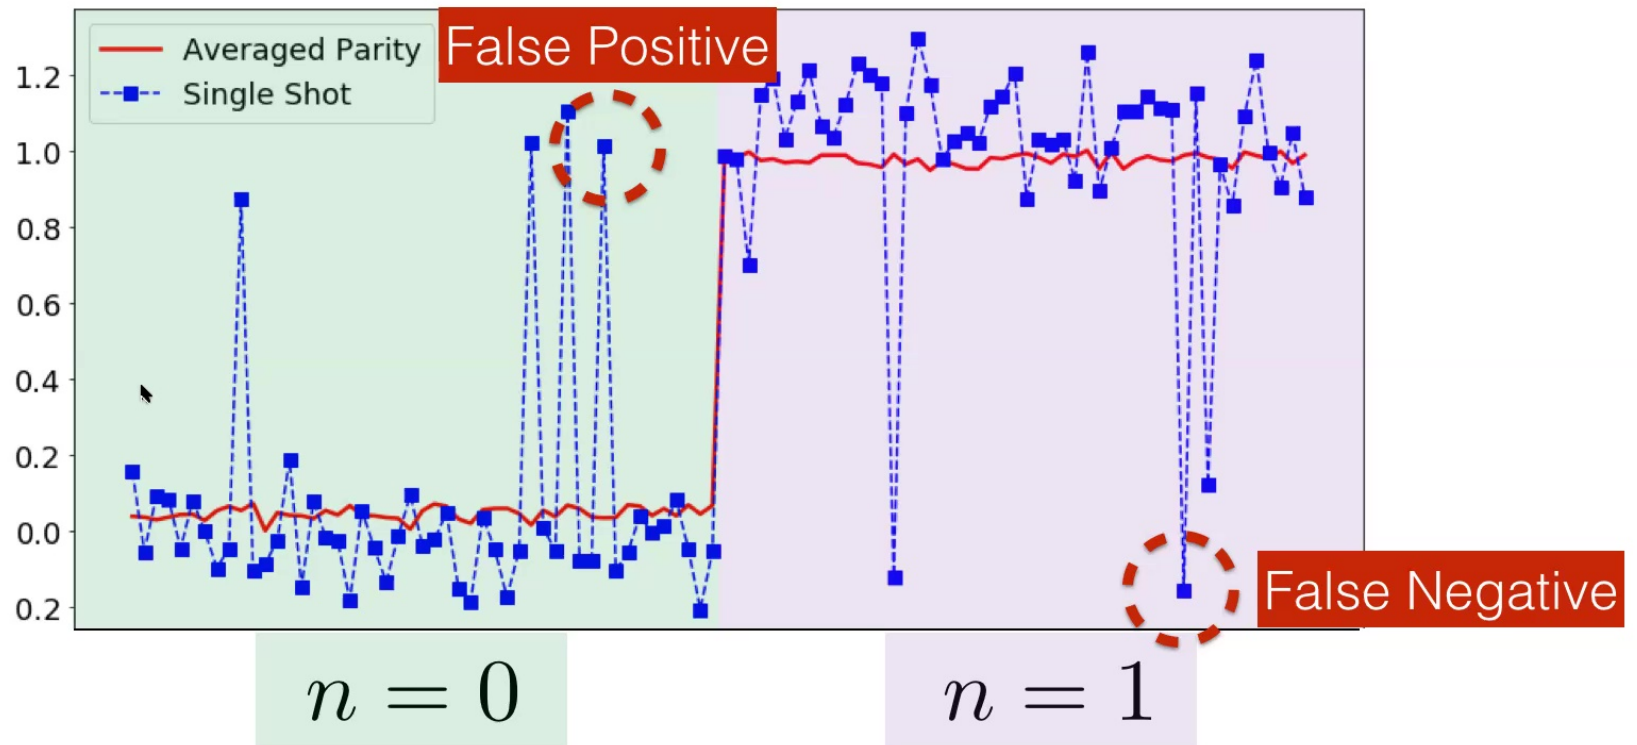 Averaged Parity
Single Shot
False Positive
1.2
1.0
0.8
0.6
0.4
0.2
0.0
0.2
False Negative
n = 0
n = 1